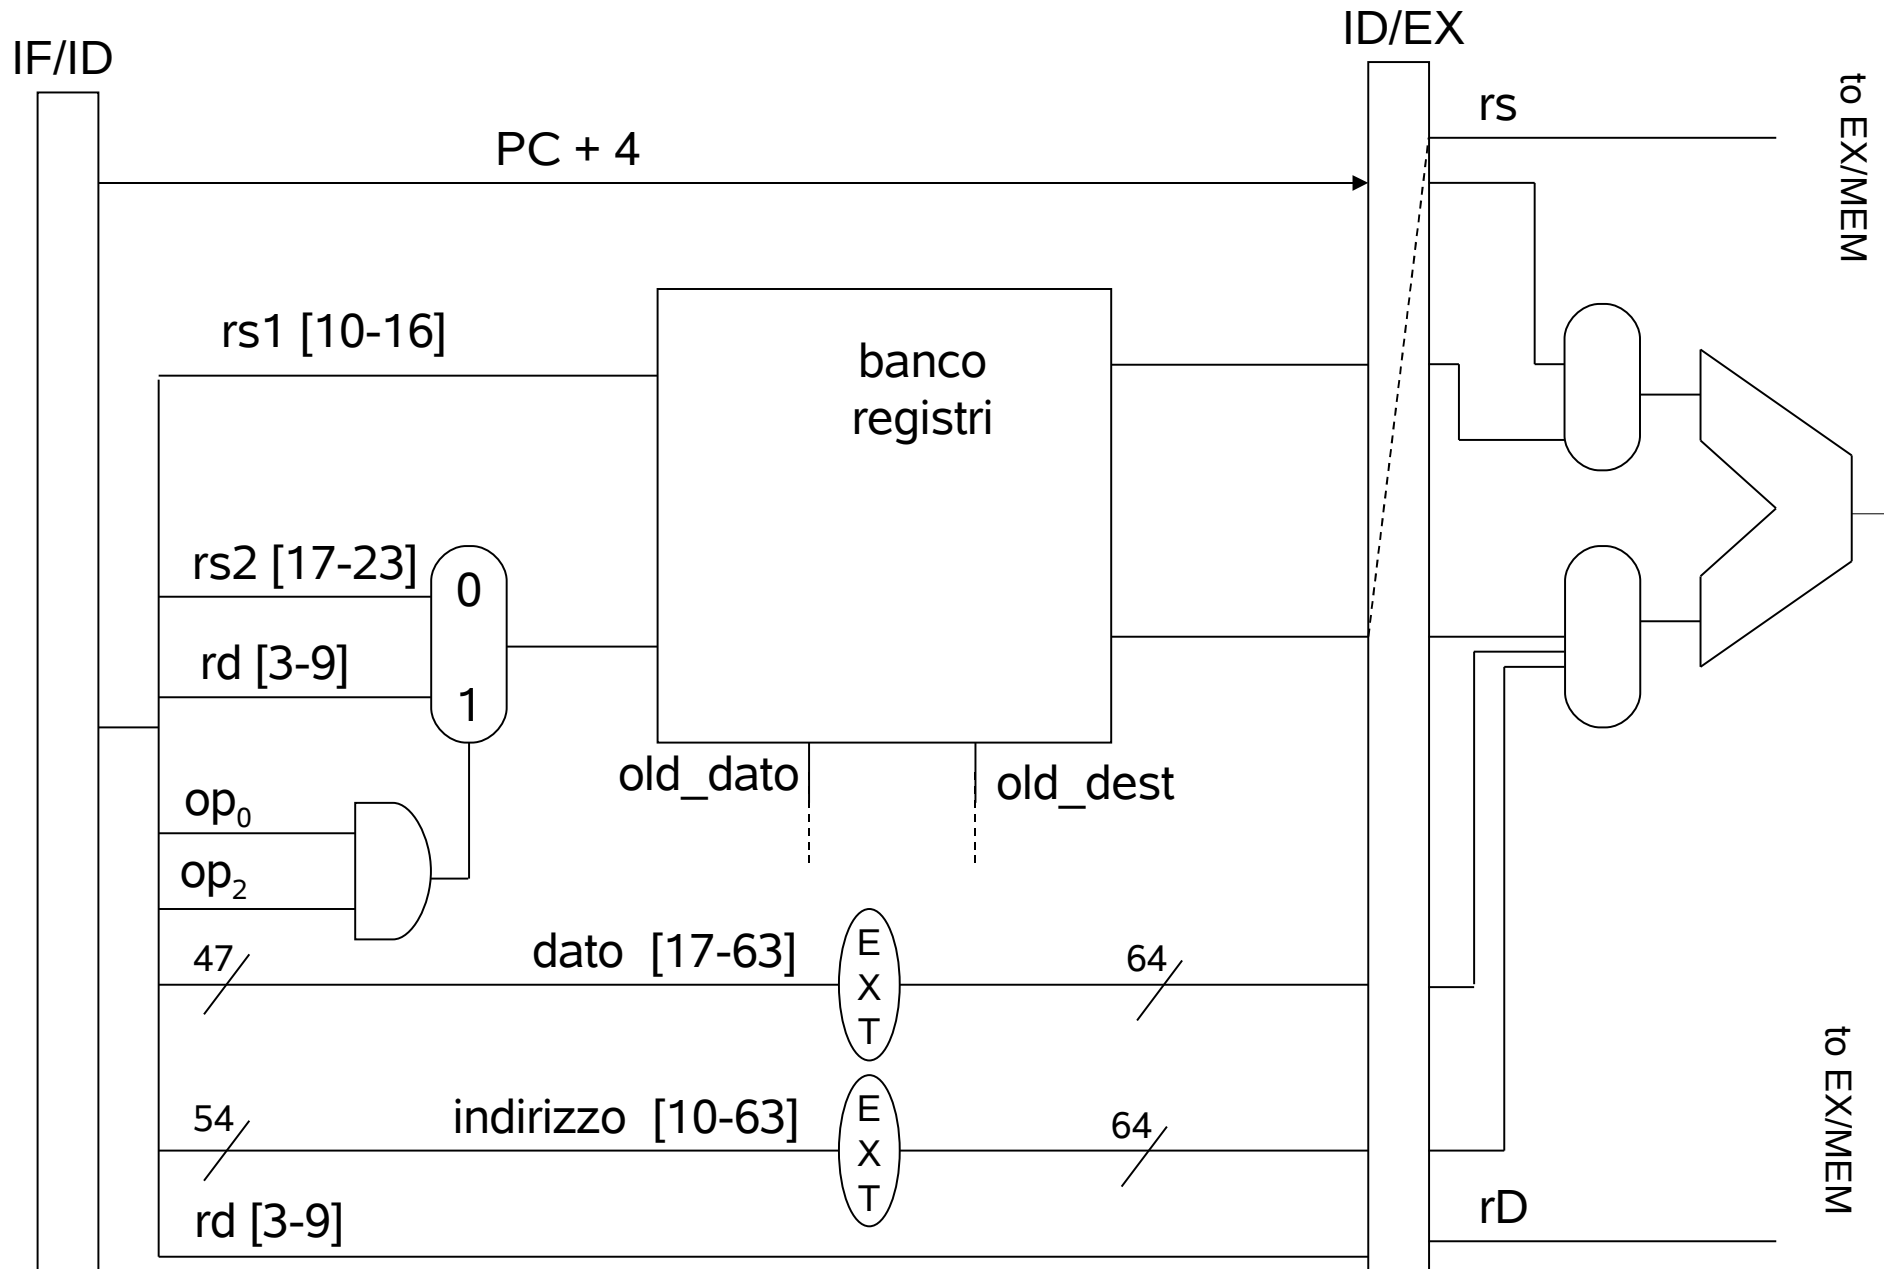 ID/EX
IF/ID
rs
to EX/MEM
PC + 4
rs1 [10-16]
banco
registri
rs2 [17-23]
0
rd [3-9]
1
old_dato
old_dest
op0
op2
47
dato [17-63]
E
X
T
64
54
indirizzo [10-63]
E
X
T
64
to EX/MEM
rd [3-9]
rD